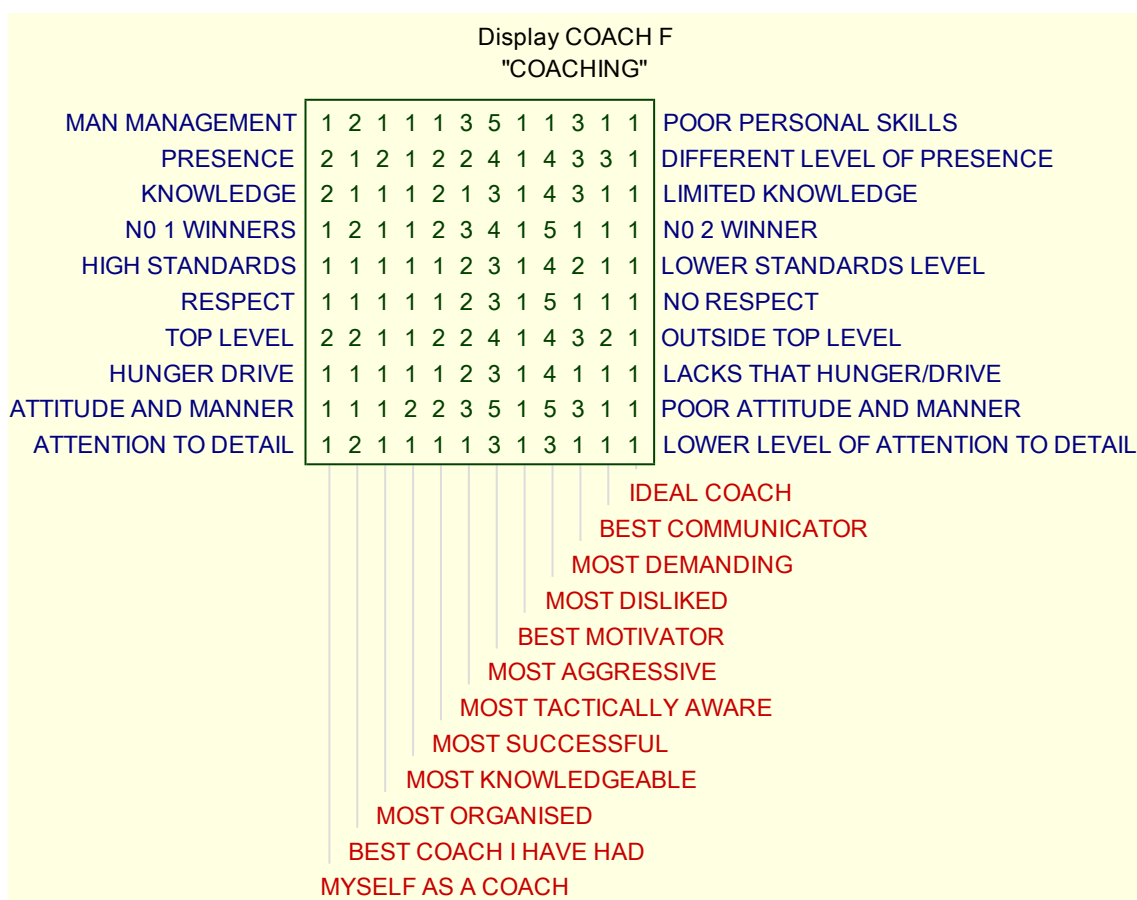 Display COACH F
"COACHING"
MAN MANAGEMENT 1 2 1 1 1 3 5 1 1 3 1 1 POOR PERSONAL SKILLS
PRESENCE 2 1 2 1 2 2 4 1 4 3 3 1 DIFFERENT LEVEL OF PRESENCE
KNOWLEDGE 2 1 1 1 2 1 3 1 4 3 1 1 LIMITED KNOWLEDGE
N0 1 WINNERS 1 2 1 1 2 3 4 1 5 1 1 1 N0 2 WINNER
HIGH STANDARDS 1 1 1 1 1 2 3 1 4 2 1 1 LOWER STANDARDS LEVEL
RESPECT 1 1 1 1 1 2 3 1 5 1 1 1 NO RESPECT
TOP LEVEL 2 2 1 1 2 2 4 1 4 3 2 1 OUTSIDE TOP LEVEL
HUNGER DRIVE 1 1 1 1 1 2 3 1 4 1 1 1 LACKS THAT HUNGER/DRIVE
ATTITUDE AND MANNER 1 1 1 2 2 3 5 1 5 3 1 1 POOR ATTITUDE AND MANNER
ATTENTION TO DETAIL 1 2 1 1 1 1 3 1 3 1 1 1 LOWER LEVEL OF ATTENTION TO DETAIL
IDEAL COACH
BEST COMMUNICATOR
MOST DEMANDING
MOST DISLIKED
BEST MOTIVATOR
MOST AGGRESSIVE
MOST TACTICALLY AWARE
MOST SUCCESSFUL
MOST KNOWLEDGEABLE
MOST ORGANISED
BEST COACH I HAVE HAD
MYSELF AS A COACH